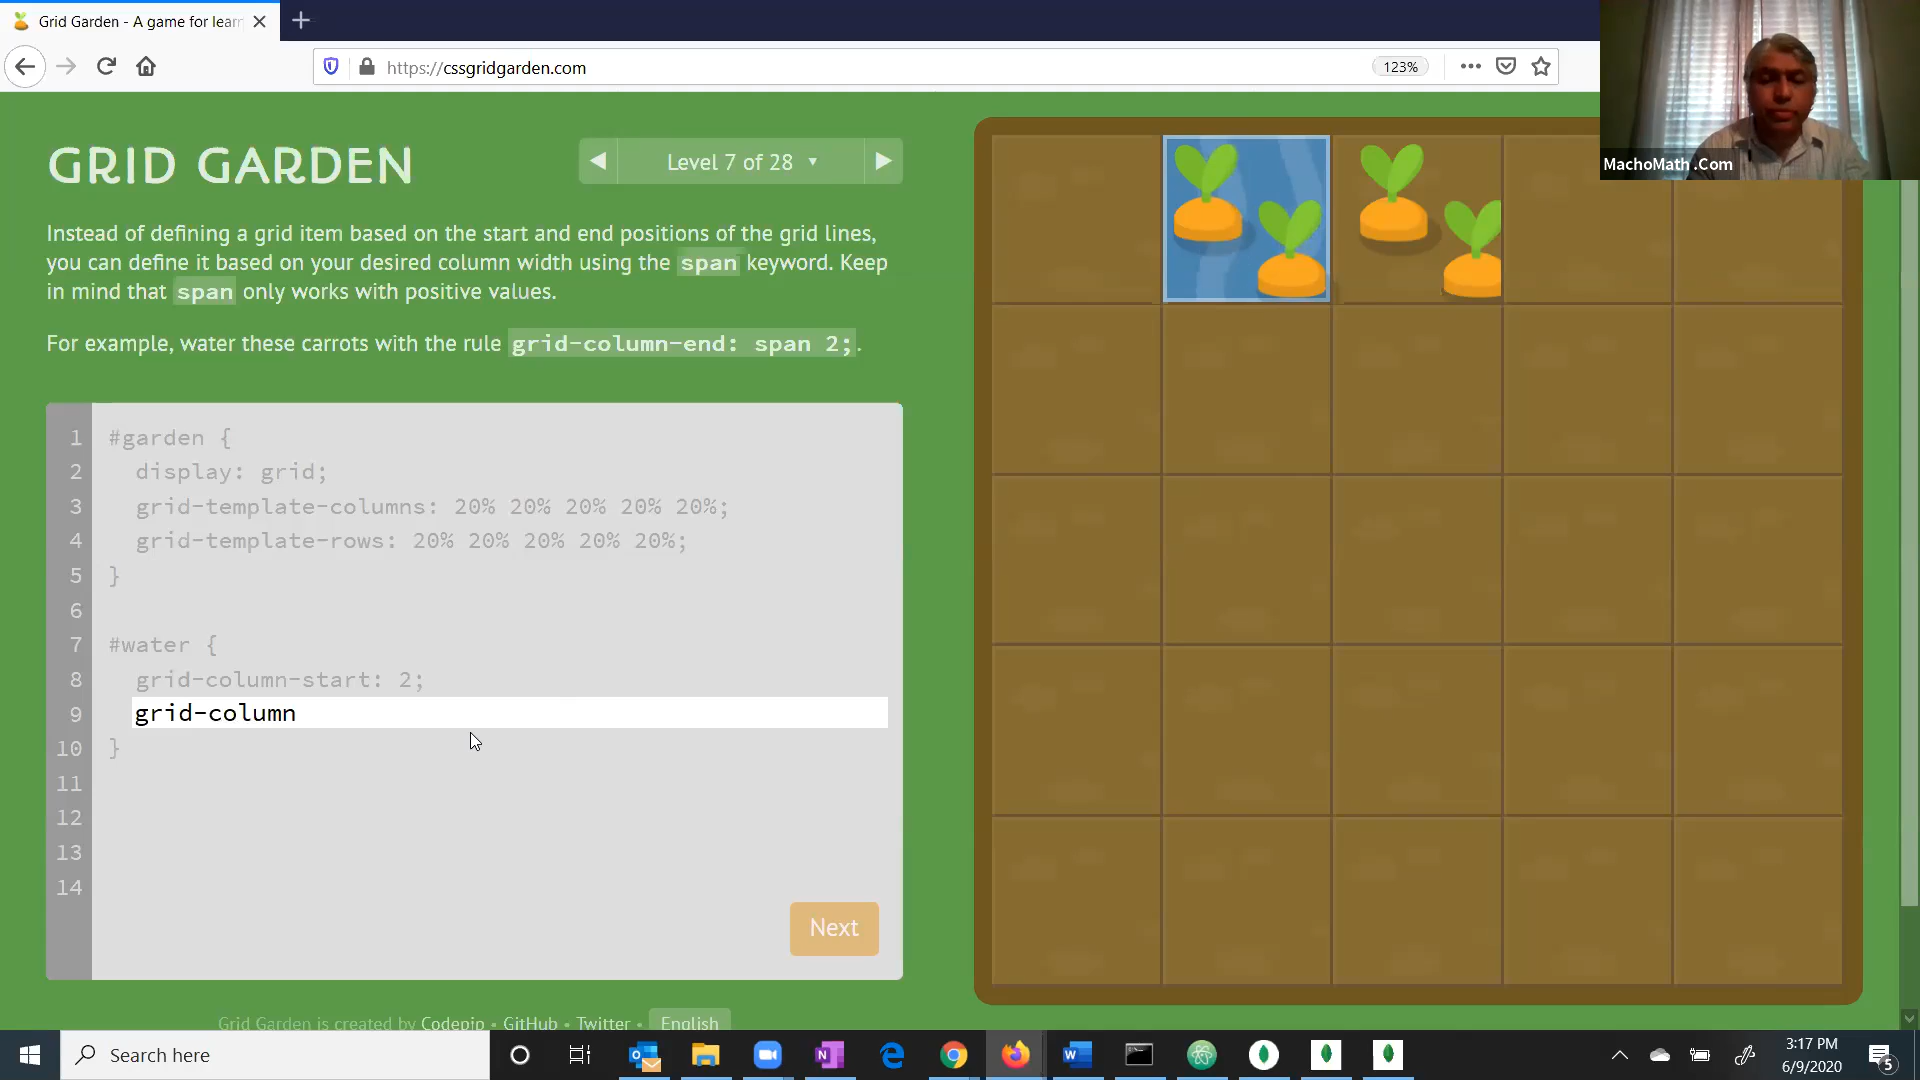 Grid Garden - A game for learn
https://cssgridgarden.com
123%
MachoMath .Com
GRID GARDEN
Level 7 of 28
Instead of defining a grid item based on the start and end positions of the grid lines,
you can define it based on your desired column width using the span keyword. Keep
in mind that span only works with positive values.
For example, water these carrots with the rule grid-column-end: span 2;.
1 #garden {
2 display: grid;
3 grid-template-columns: 20% 20% 20% 20% 20%;
4 grid-template-rows: 20% 20% 20% 20% 20%;
5 }
6
7 #water {
8 grid-column-start: 2;
9 grid-column
10 }
11
12
13
14
Next
Grid Garden is created by Codepip • GitHub • Twitter • English
Search here
3:17 PM
6/9/2020
5